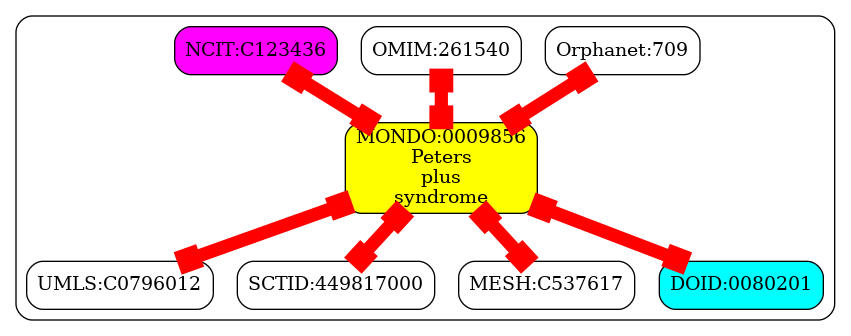 NCIT:C123436
OMIM:261540
Orphanet:709
MONDO:0009856
Peters
plus
syndrome
UMLS:C0796012
SCTID:449817000
MESH:C537617
DOID:0080201